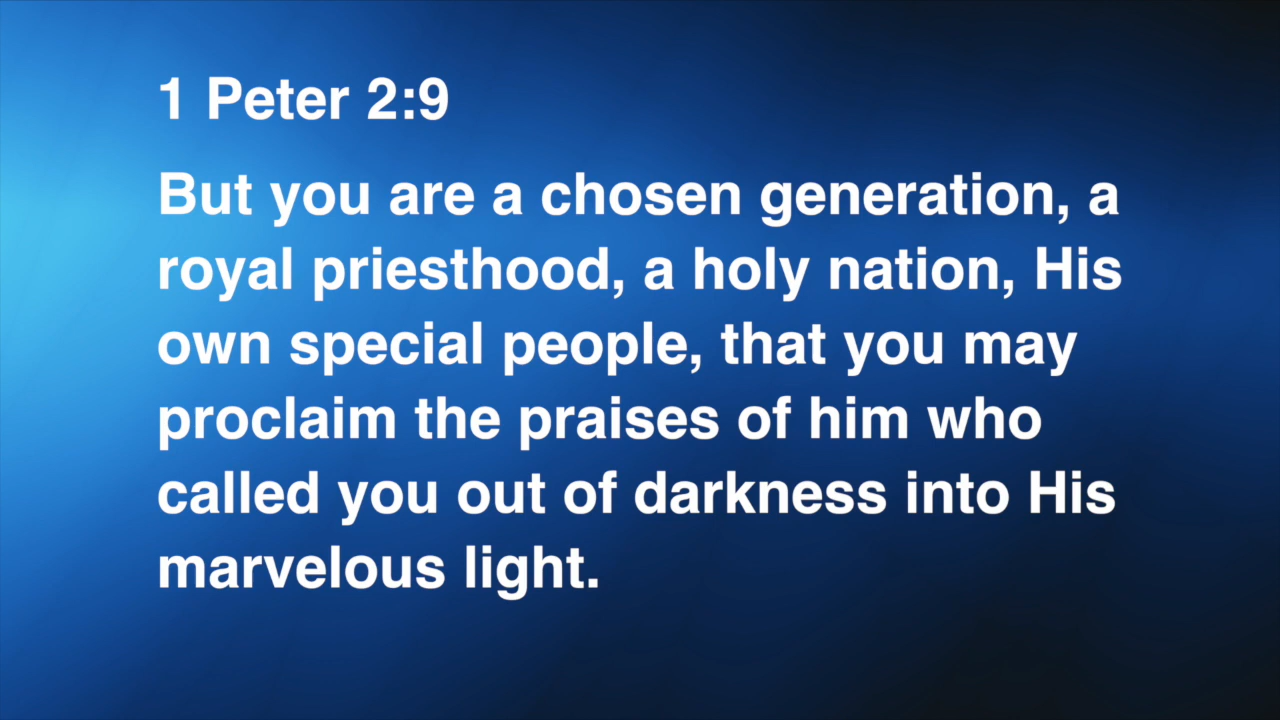 1 Peter 2:9
But you are a chosen generation, a
royal priesthood, a holy nation, His
own special people, that you may
proclaim the praises of him who
called you out of darkness into His
marvelous light.